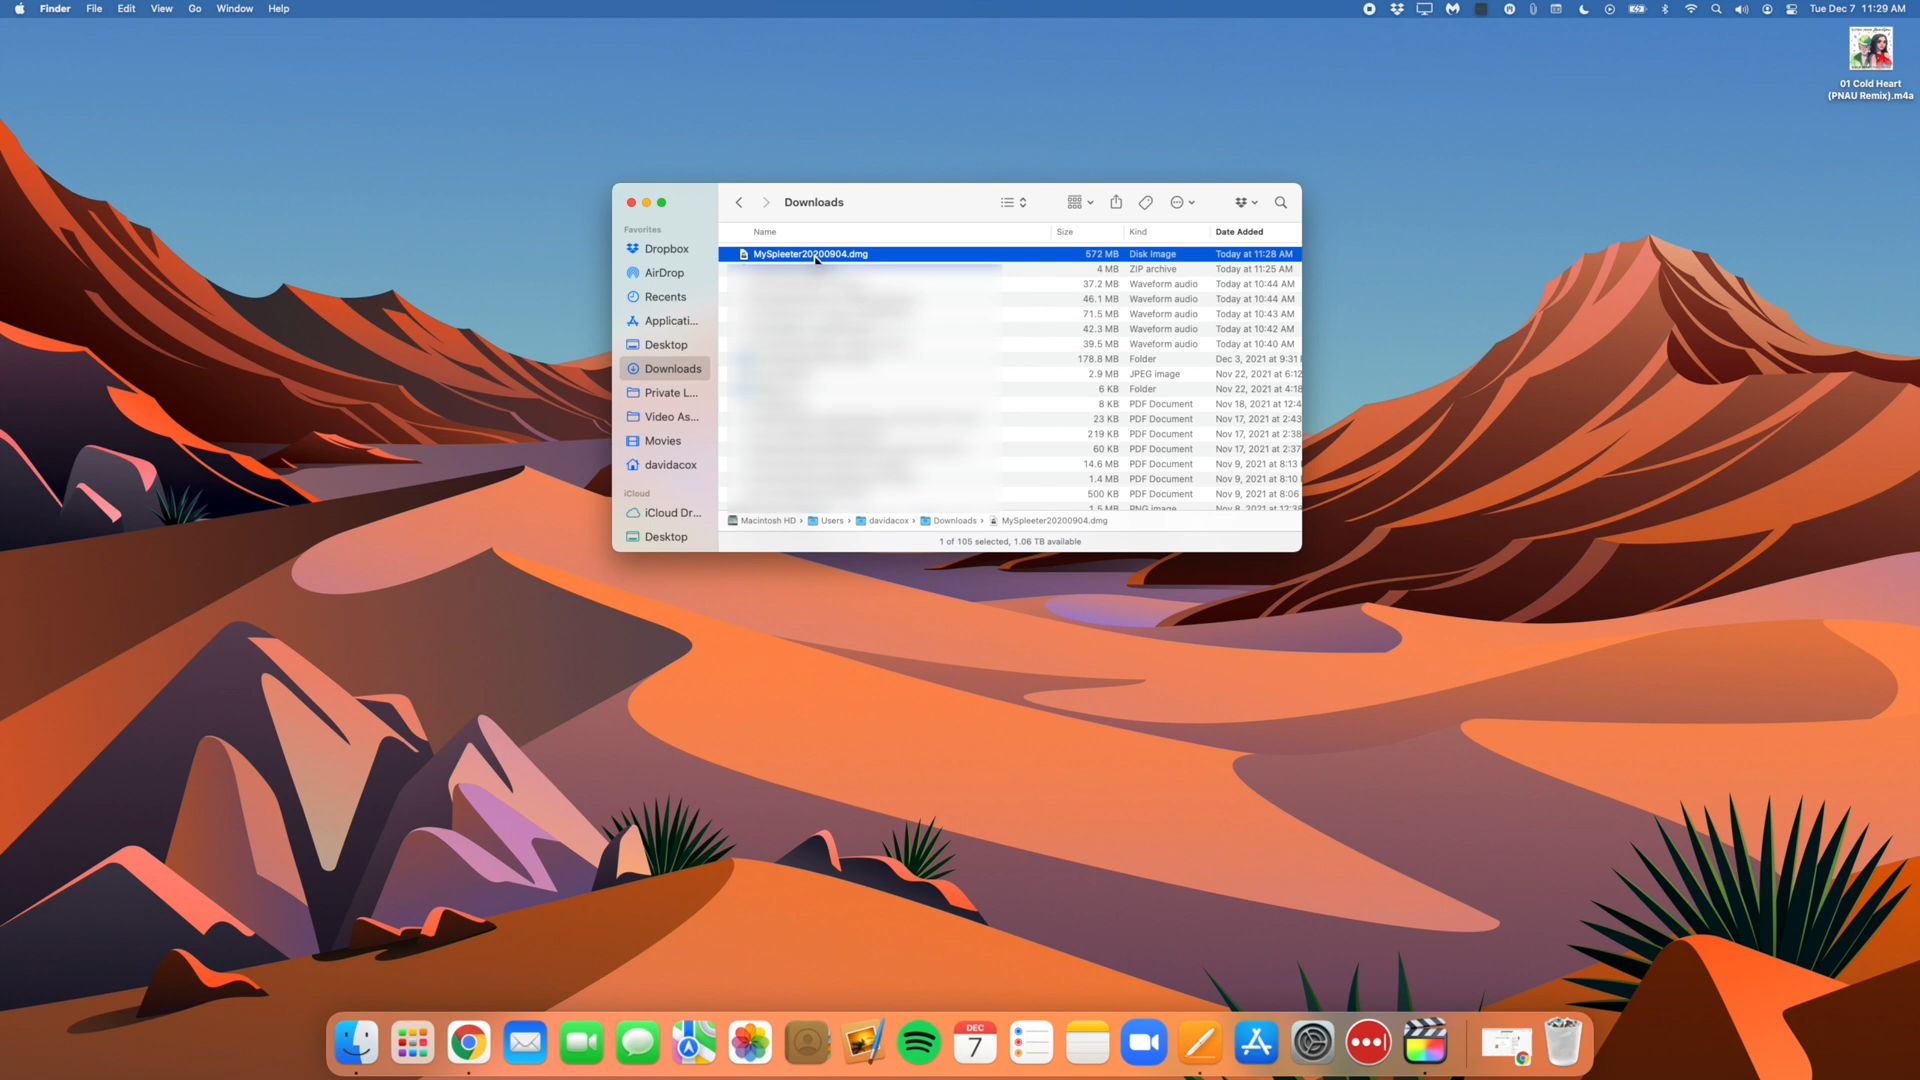 Finder File Edit View Go Window Help
Tue Dec 7 11:29 AM
01 Cold Heart
(PNAU Remix).m4a
Downloads
Favorites
Dropbox
AirDrop
Recents
Applicati...
Desktop
Downloads
Private L...
Video As...
Movies
davidacox
iCloud
iCloud Dr...
Desktop
Name Size Kind Date Added
MySpleeter20200904.dmg 572 MB Disk Image Today at 11:28 AM
4 MB ZIP archive Today at 11:25 AM
37.2 MB Waveform audio Today at 10:44 AM
46.1 MB Waveform audio Today at 10:44 AM
71.5 MB Waveform audio Today at 10:43 AM
42.3 MB Waveform audio Today at 10:42 AM
39.5 MB Waveform audio Today at 10:40 AM
178.8 MB Folder Dec 3, 2021 at 9:31
2.9 MB JPEG image Nov 22, 2021 at 6:12
6 KB Folder Nov 22, 2021 at 4:18
8 KB PDF Document Nov 18, 2021 at 12:4
23 KB PDF Document Nov 17, 2021 at 2:43
219 KB PDF Document Nov 17, 2021 at 2:38
60 KB PDF Document Nov 17, 2021 at 2:37
14.6 MB PDF Document Nov 9, 2021 at 8:13
1.4 MB PDF Document Nov 9, 2021 at 8:10
500 KB PDF Document Nov 9, 2021 at 8:06
1.5 MB PNG image Nov 8, 2021 at 12:38
Macintosh HD › Users › davidacox › Downloads › MySpleeter20200904.dmg
1 of 105 selected, 1.06 TB available
DEC
7